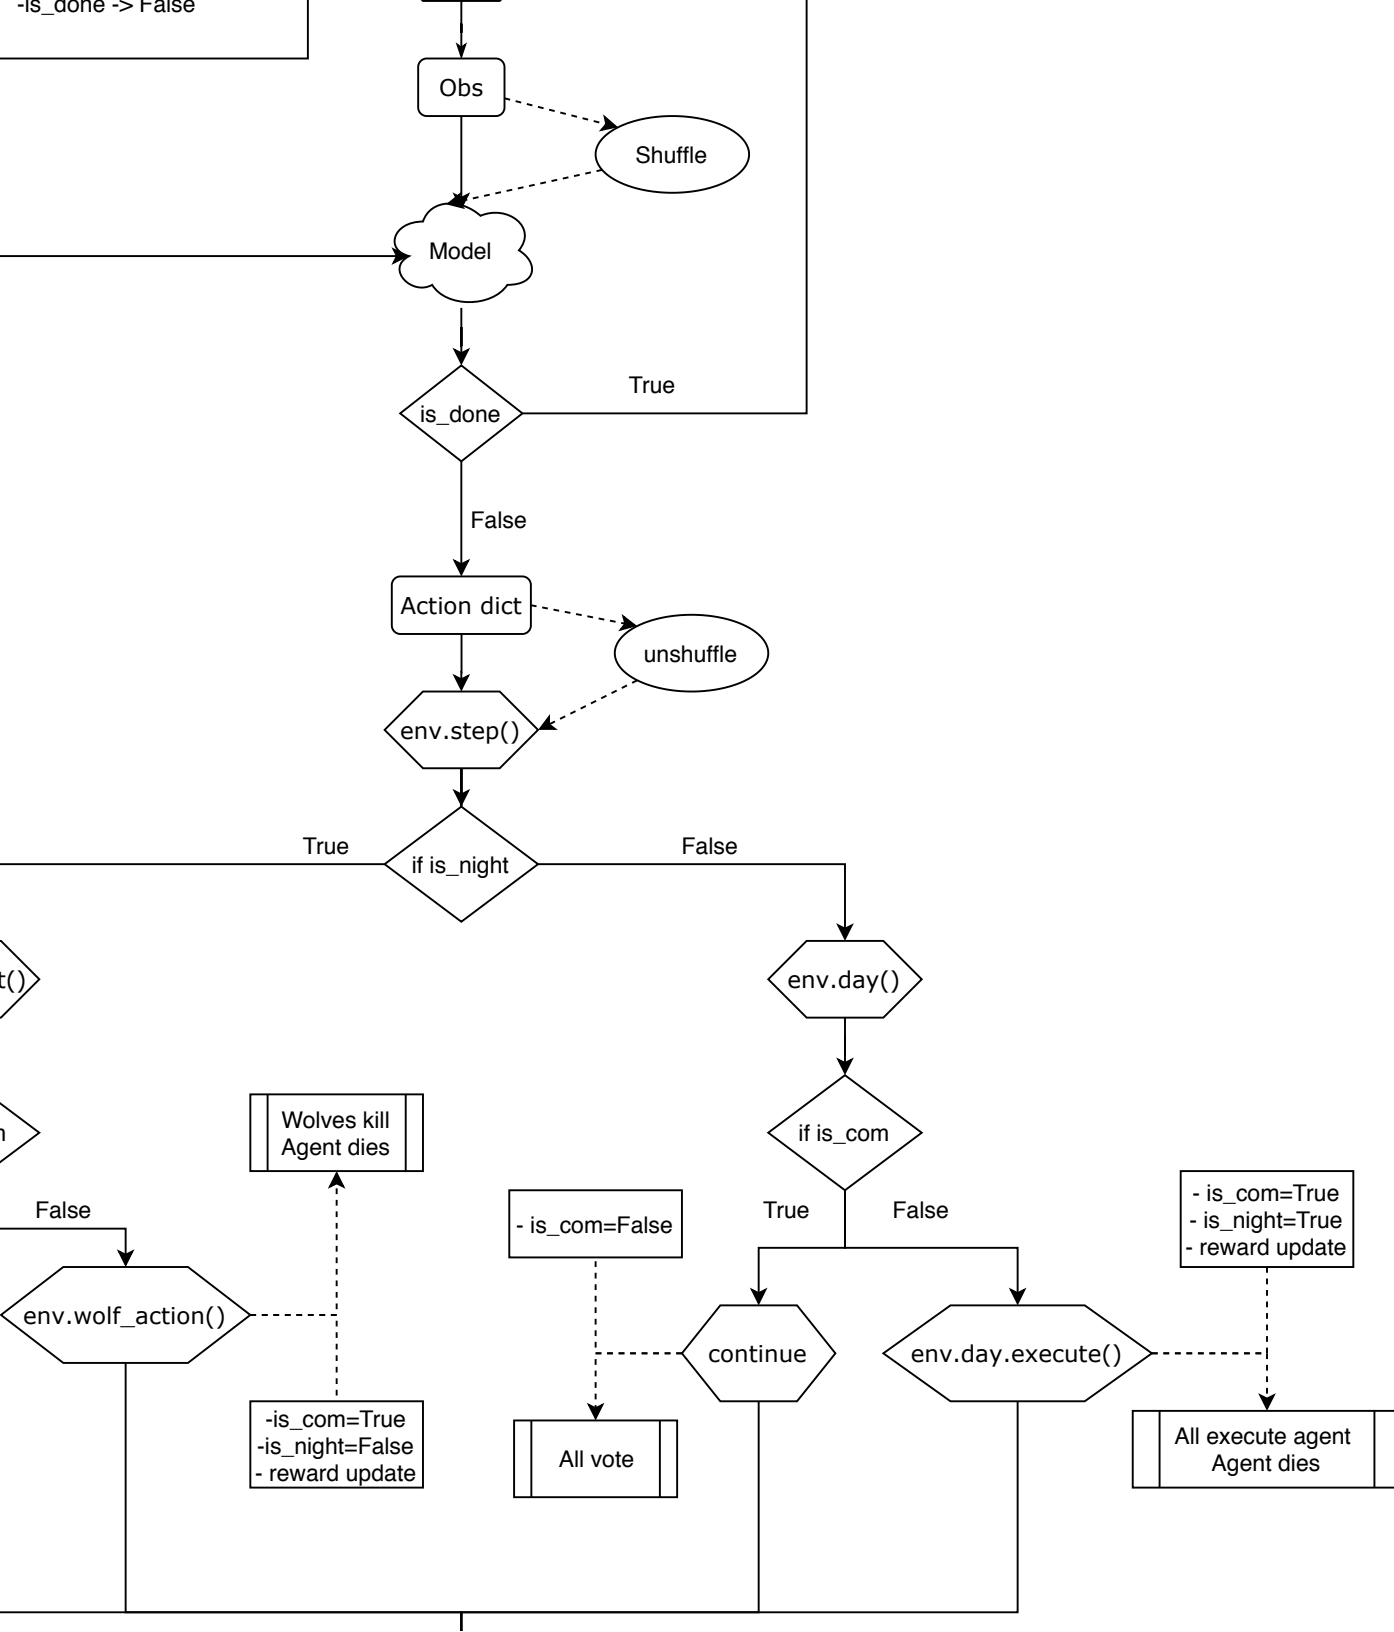 -is_done -> False
Obs
Shuffle
Model
True
is_done
False
Action dict
unshuffle
env.step()
True
if is_night
False
t()
env.day()
Wolves kill
Agent dies
if is_com
False
True
False
- is_com=False
- is_com=True
- is_night=True
- reward update
env.wolf_action()
continue
env.day.execute()
-is_com=True
-is_night=False
- reward update
All vote
All execute agent
Agent dies